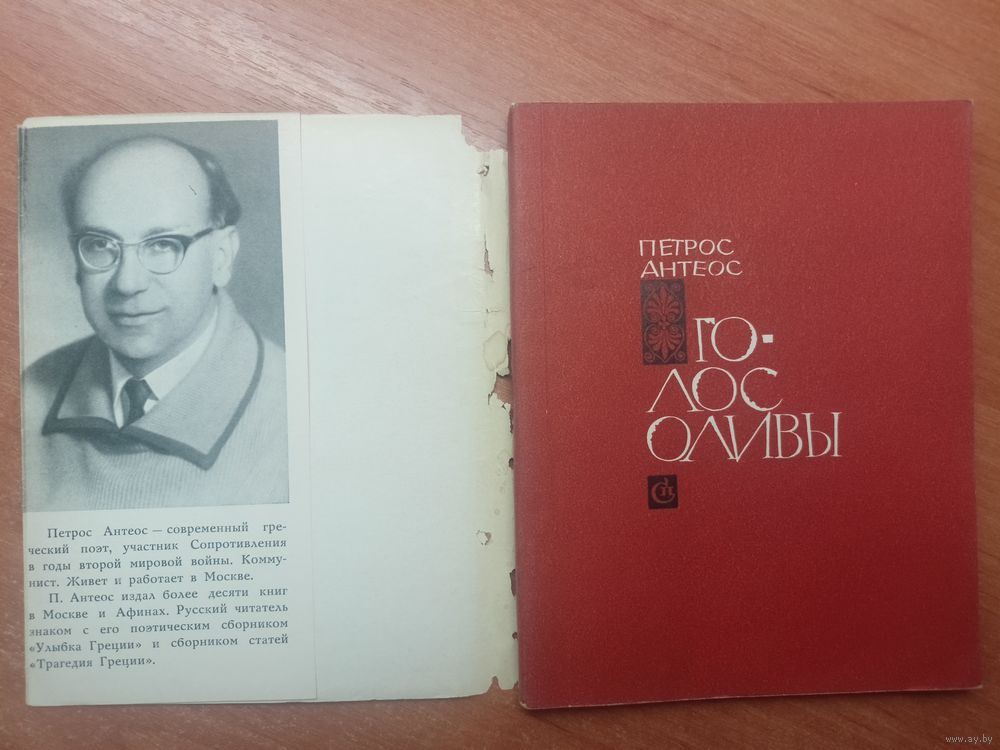 Петрос Антеос — современный гре-
ческий поэт, участник Сопротивления
в годы второй мировой войны. Комму-
нист. Живет и работает в Москве.
П. Антеос издал более десяти книг
в Москве и Афинах. Русский читатель
знаком с его поэтическим сборником
«Улыбка Греции» и сборником статей
«Трагедия Греции».
ПЕТРОС
АНТЕОС
ГО-
ЛОС
ОЛИВЫ
СП
www.ay.by